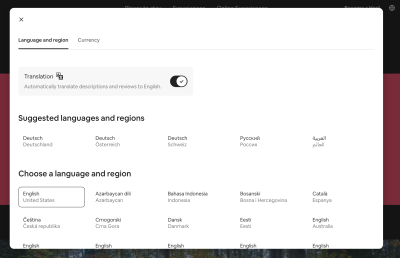 Language and region
Currency
Translation
Automatically translate descriptions and reviews to English
Suggested languages and regions
Deutsch
Deutschland
Deutsch
Österreich
Deutsch
Schweiz
Русский
Россия
العربية
العالم
Choose a language and region
English
United States
Azərbaycan dili
Azərbaycan
Bahasa Indonesia
Indonesia
Bosanski
Bosna i Hercegovina
Català
Espanya
Čeština
Česká republika
Crnogorski
Crna Gora
Dansk
Danmark
Eesti
Eesti
English
Australia
English
English
English
English
English